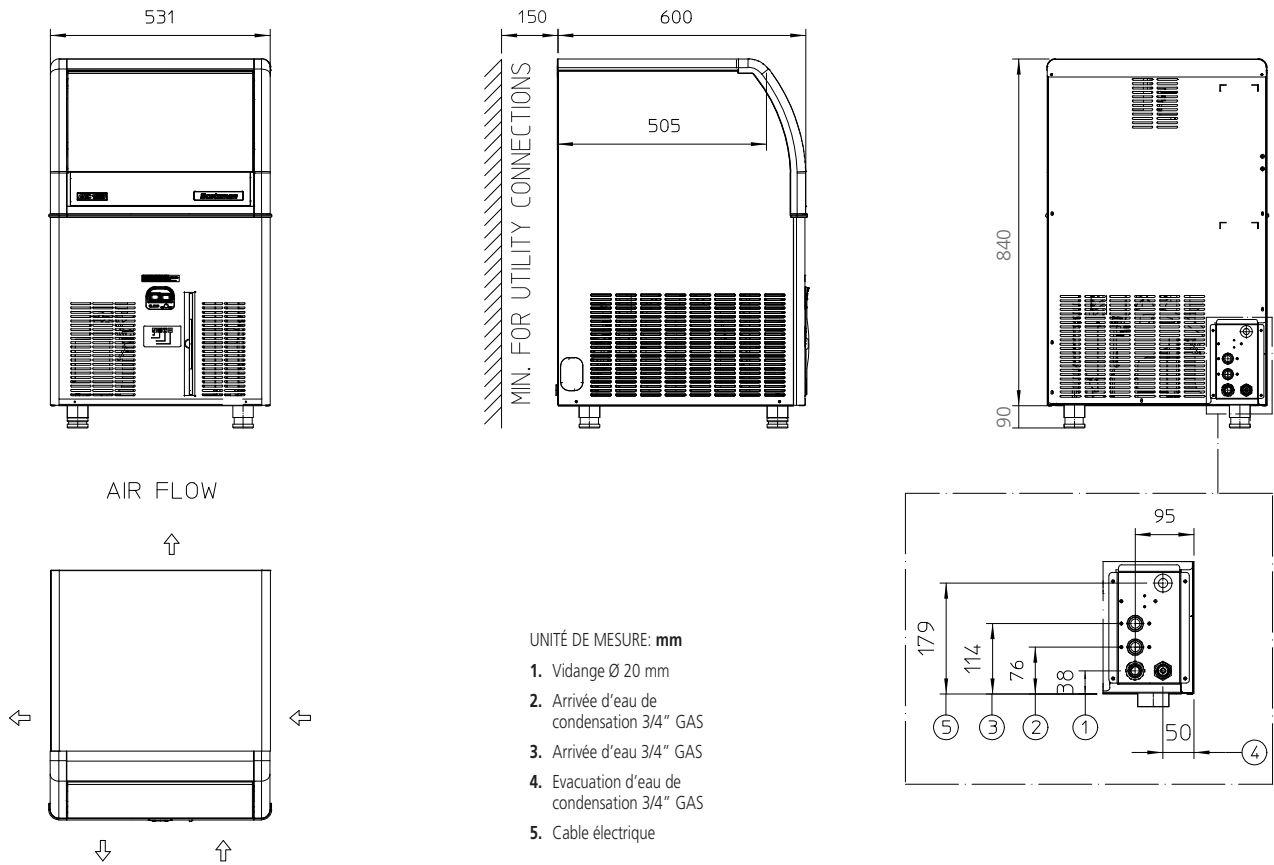 531
150
600
505
MIN. FOR UTILITY CONNECTIONS
840
90
Scotsman
AIR FLOW
UNITÉ DE MESURE: mm
1. Vidange Ø 20 mm
2. Arrivée d'eau de
condensation 3/4" GAS
3. Arrivée d'eau 3/4" GAS
4. Evacuation d'eau de
condensation 3/4" GAS
5. Cable électrique
95
179
114
76
38
50
5
3
2
1
4